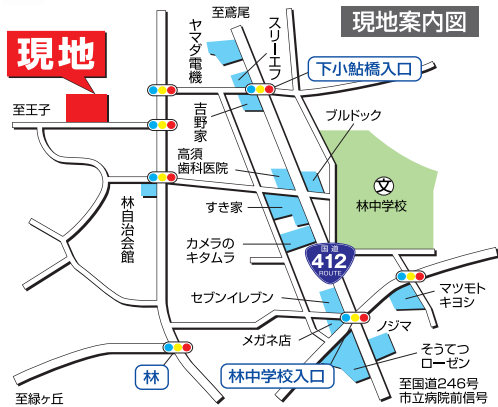 現地案内図
至鳶尾
ヤマダ電機
スリーエフ
現地
下小鮎橋入口
至王子
吉野家
ブルドック
高須
歯科医院
文
林中学校
林自治会館
すき家
カメラの
キタムラ
国道
412
ROUTE
セブンイレブン
マツモト
キヨシ
メガネ店
ノジマ
林
林中学校入口
そうてつ
ローゼン
至緑ヶ丘
至国道246号
市立病院前信号